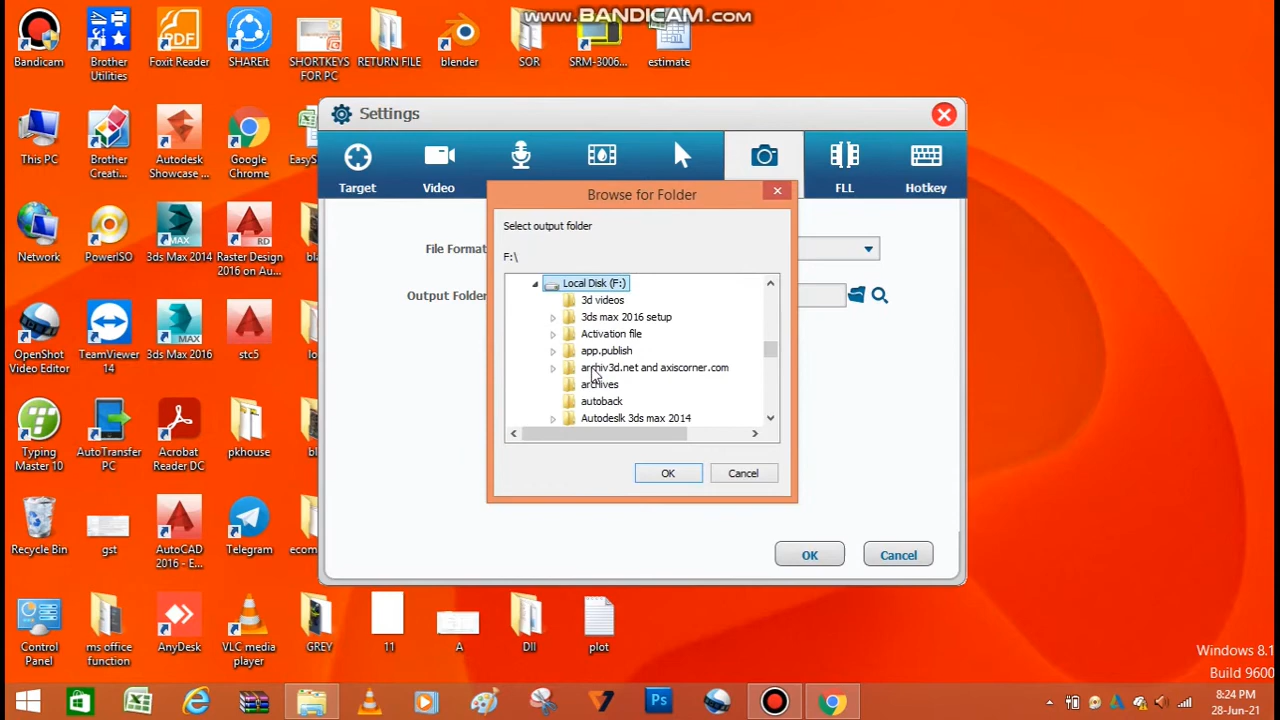 www.BANDICAM.com
Bandicam
Brother
Utilities
Foxit Reader
SHAREit
SHORTKEYS
FOR PC
RETURN FILE
blender
SOR
SRM-3006...
estimate
This PC
Brother
Creati...
Autodesk
Showcase ...
Google
Chrome
EasyS
Network
PowerISO
3ds Max 2014
Raster Design
2016 on Au...
OpenShot
Video Editor
TeamViewer
14
3ds Max 2016
stc5
Typing
Master 10
AutoTransfer
PC
Acrobat
Reader DC
pkhouse
Recycle Bin
gst
AutoCAD
2016 - E...
Telegram
ecom
Control
Panel
ms office
function
AnyDesk
VLC media
player
GREY
11
A
Dll
plot
Settings
Target
Video
FLL
Hotkey
File Format
Output Folder
Browse for Folder
Select output folder
F:\
Local Disk (F:)
3d videos
3ds max 2016 setup
Activation file
app.publish
archiv3d.net and axiscorner.com
archives
autoback
Autodeslk 3ds max 2014
OK
Cancel
OK
Cancel
Windows 8.1
Build 9600
8:24 PM
28-Jun-21